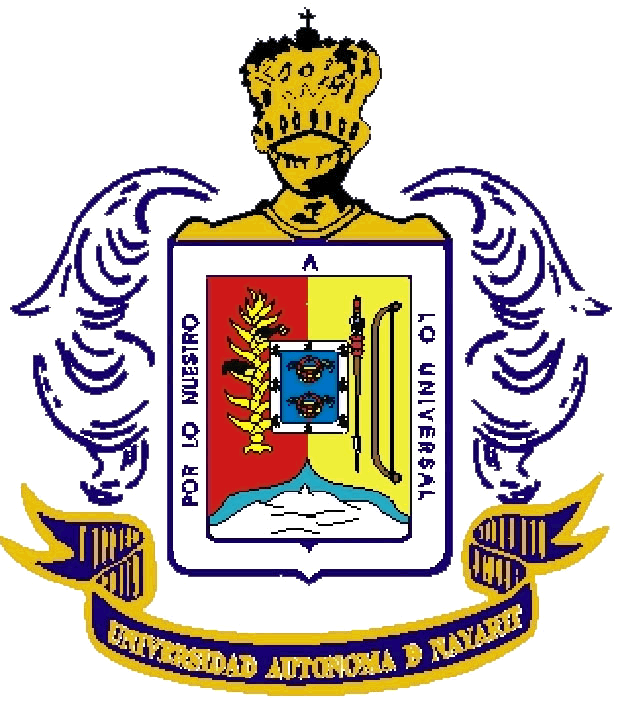 POR LO NUESTRO
A
LO UNIVERSAL
UNIVERSIDAD AUTONOMA D NAYARIT